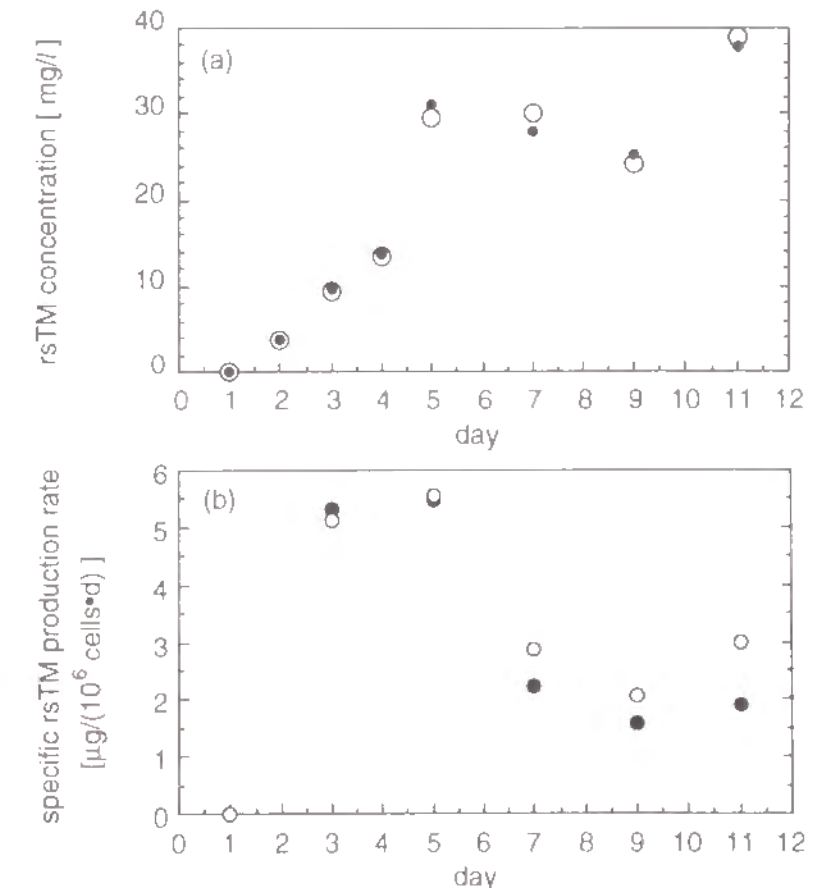 rsTM concentration [ mg/l ]
40
30
20
10
0
(a)
0 1 2 3 4 5 6 7 8 9 10 11 12
day
specific rsTM production rate
[µg/(10⁶ cells•d) ]
6
5
4
3
2
1
0
(b)
0 1 2 3 4 5 6 7 8 9 10 11 12
day